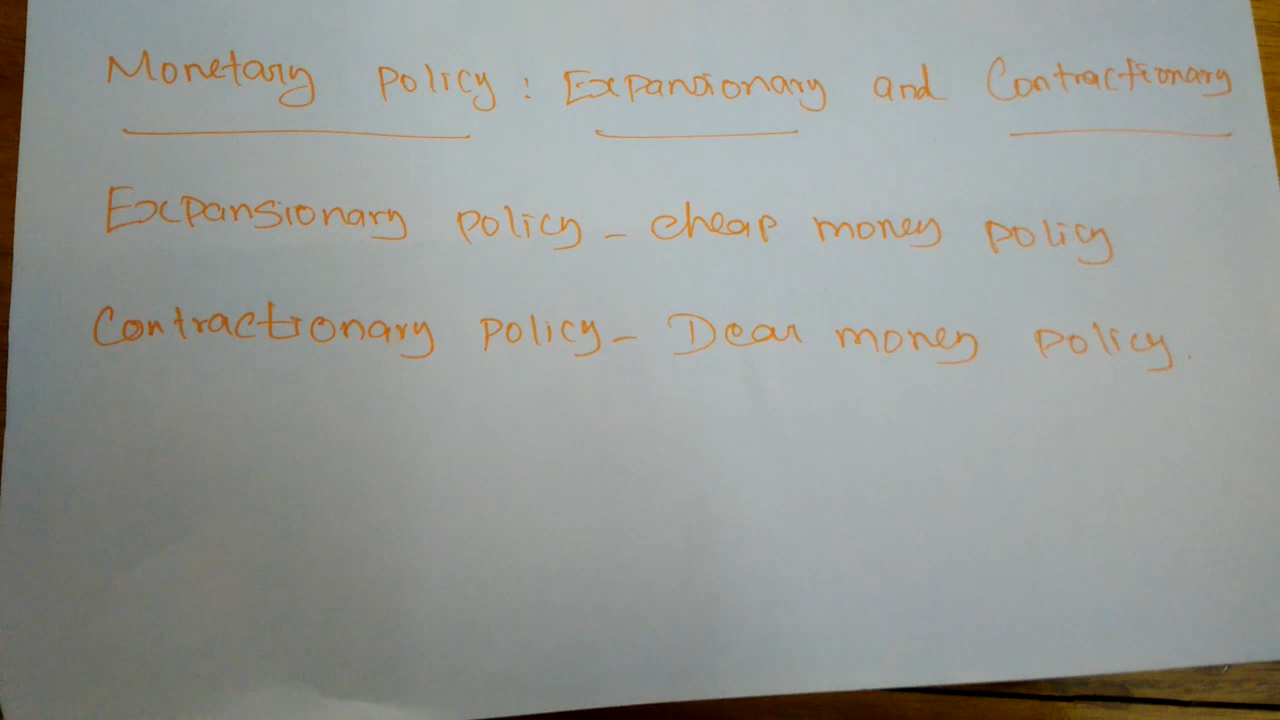 Monetary policy : Expansionary and Contractionary
Expansionary policy - cheap money policy
Contractionary policy - Dear money policy.